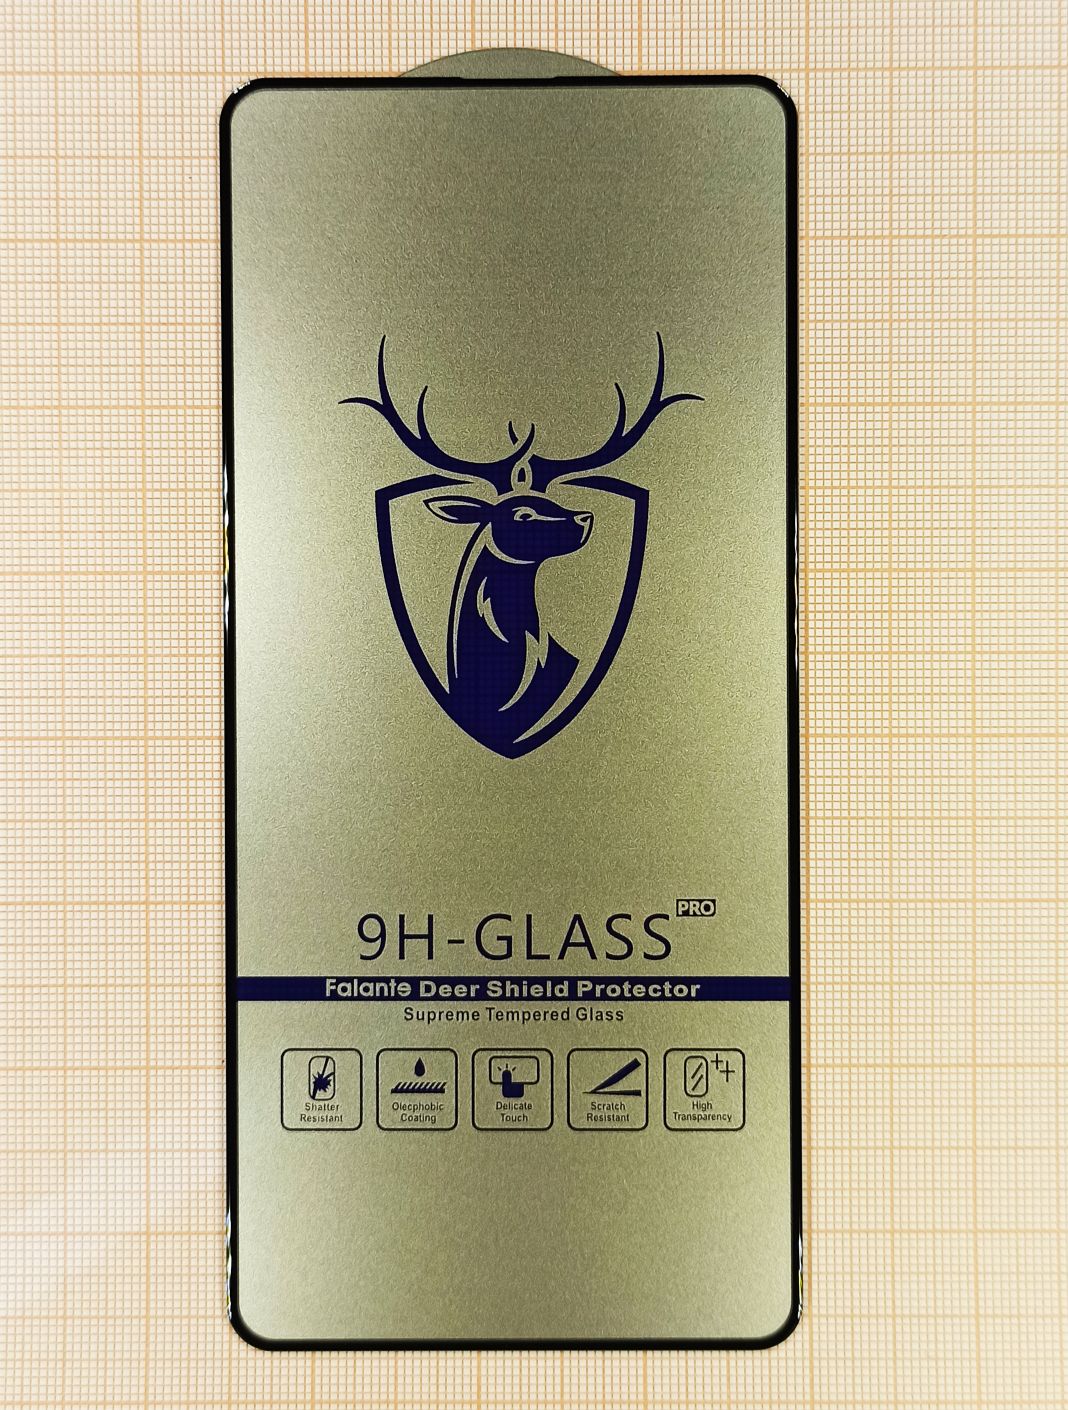 9H-GLASS PRO
Falante Deer Shield Protector
Supreme Tempered Glass
Shatter
Resistant
Olecphobic
Coating
Delicate
Touch
Scratch
Resistant
High
Transparency